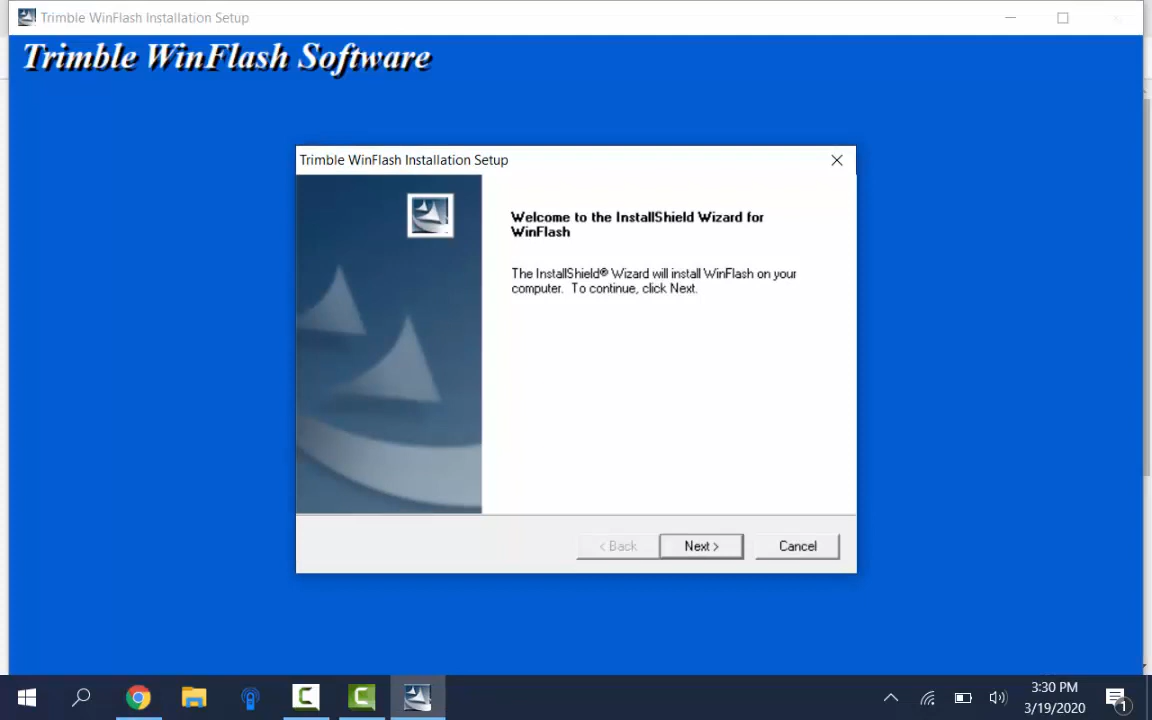 Trimble WinFlash Installation Setup
Trimble WinFlash Software
Trimble WinFlash Installation Setup
Welcome to the InstallShield Wizard for
WinFlash
The InstallShield® Wizard will install WinFlash on your
computer. To continue, click Next.
< Back
Next >
Cancel
3:30 PM
3/19/2020
1